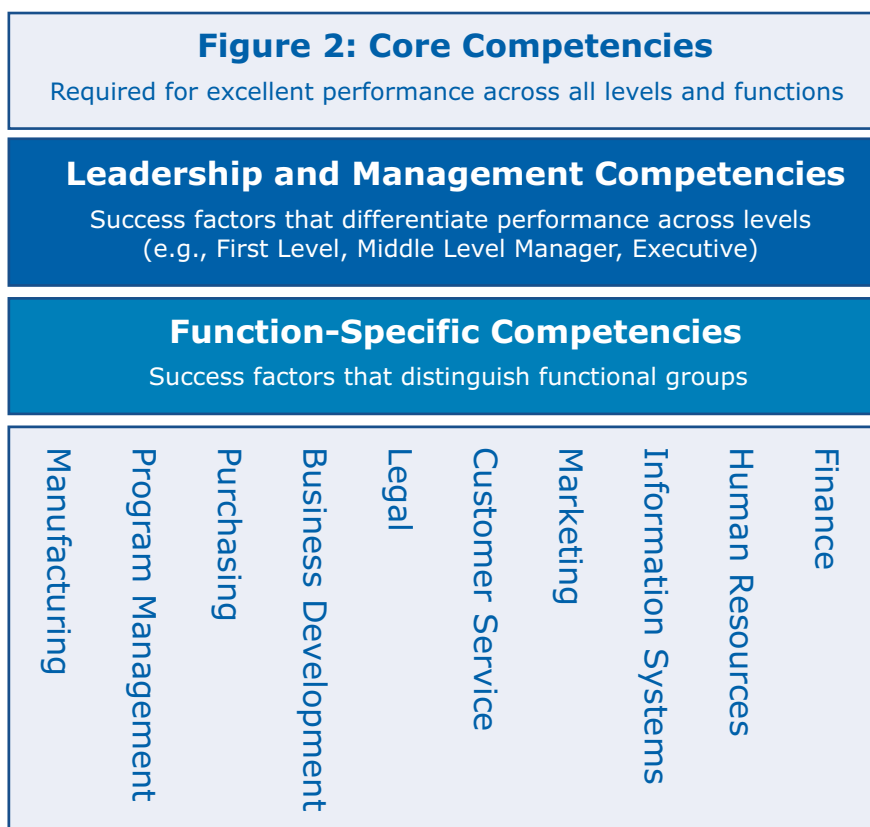 Figure 2: Core Competencies
Required for excellent performance across all levels and functions
Leadership and Management Competencies
Success factors that differentiate performance across levels
(e.g., First Level, Middle Level Manager, Executive)
Function-Specific Competencies
Success factors that distinguish functional groups
Manufacturing
Program Management
Purchasing
Business Development
Legal
Customer Service
Marketing
Information Systems
Human Resources
Finance